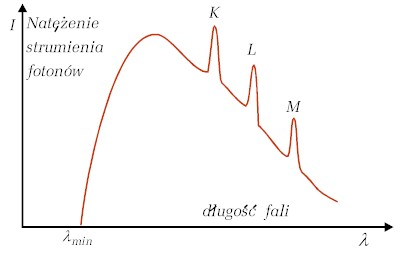 I
Natężenie
strumienia
fotonów
K
L
M
długość fali
λmin
λ